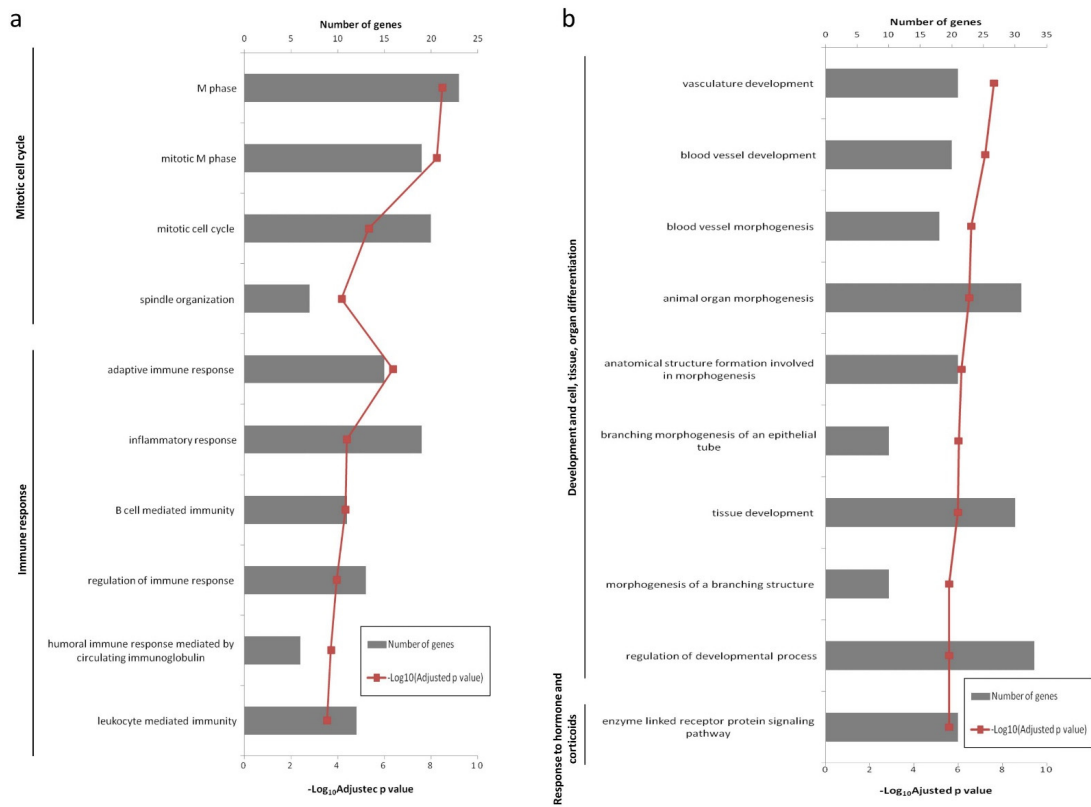 a
Number of genes
0 5 10 15 20 25
Mitotic cell cycle
M phase
mitotic M phase
mitotic cell cycle
spindle organization
Immune response
adaptive immune response
inflammatory response
B cell mediated immunity
regulation of immune response
humoral immune response mediated by
circulating immunoglobulin
leukocyte mediated immunity
Number of genes
-Log10(Adjusted p value)
0 2 4 6 8 10
-Log10Adjustec p value
b
Number of genes
0 5 10 15 20 25 30 35
Development and cell, tissue, organ differentiation
vasculature development
blood vessel development
blood vessel morphogenesis
animal organ morphogenesis
anatomical structure formation involved
in morphogenesis
branching morphogenesis of an epithelial
tube
tissue development
morphogenesis of a branching structure
regulation of developmental process
Response to hormone and
corticoids
enzyme linked receptor protein signaling
pathway
Number of genes
-Log10(Adjusted p value)
0 2 4 6 8 10
-Log10Ajusted p value